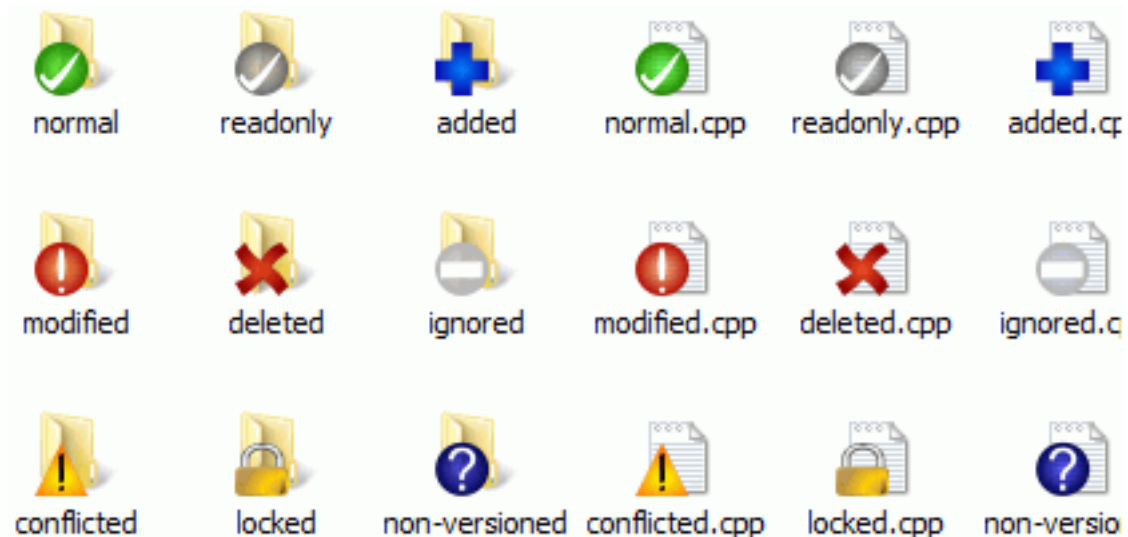 normal readonly added normal.cpp readonly.cpp added.cp
modified deleted ignored modified.cpp deleted.cpp ignored.c
conflicted locked non-versioned conflicted.cpp locked.cpp non-versio